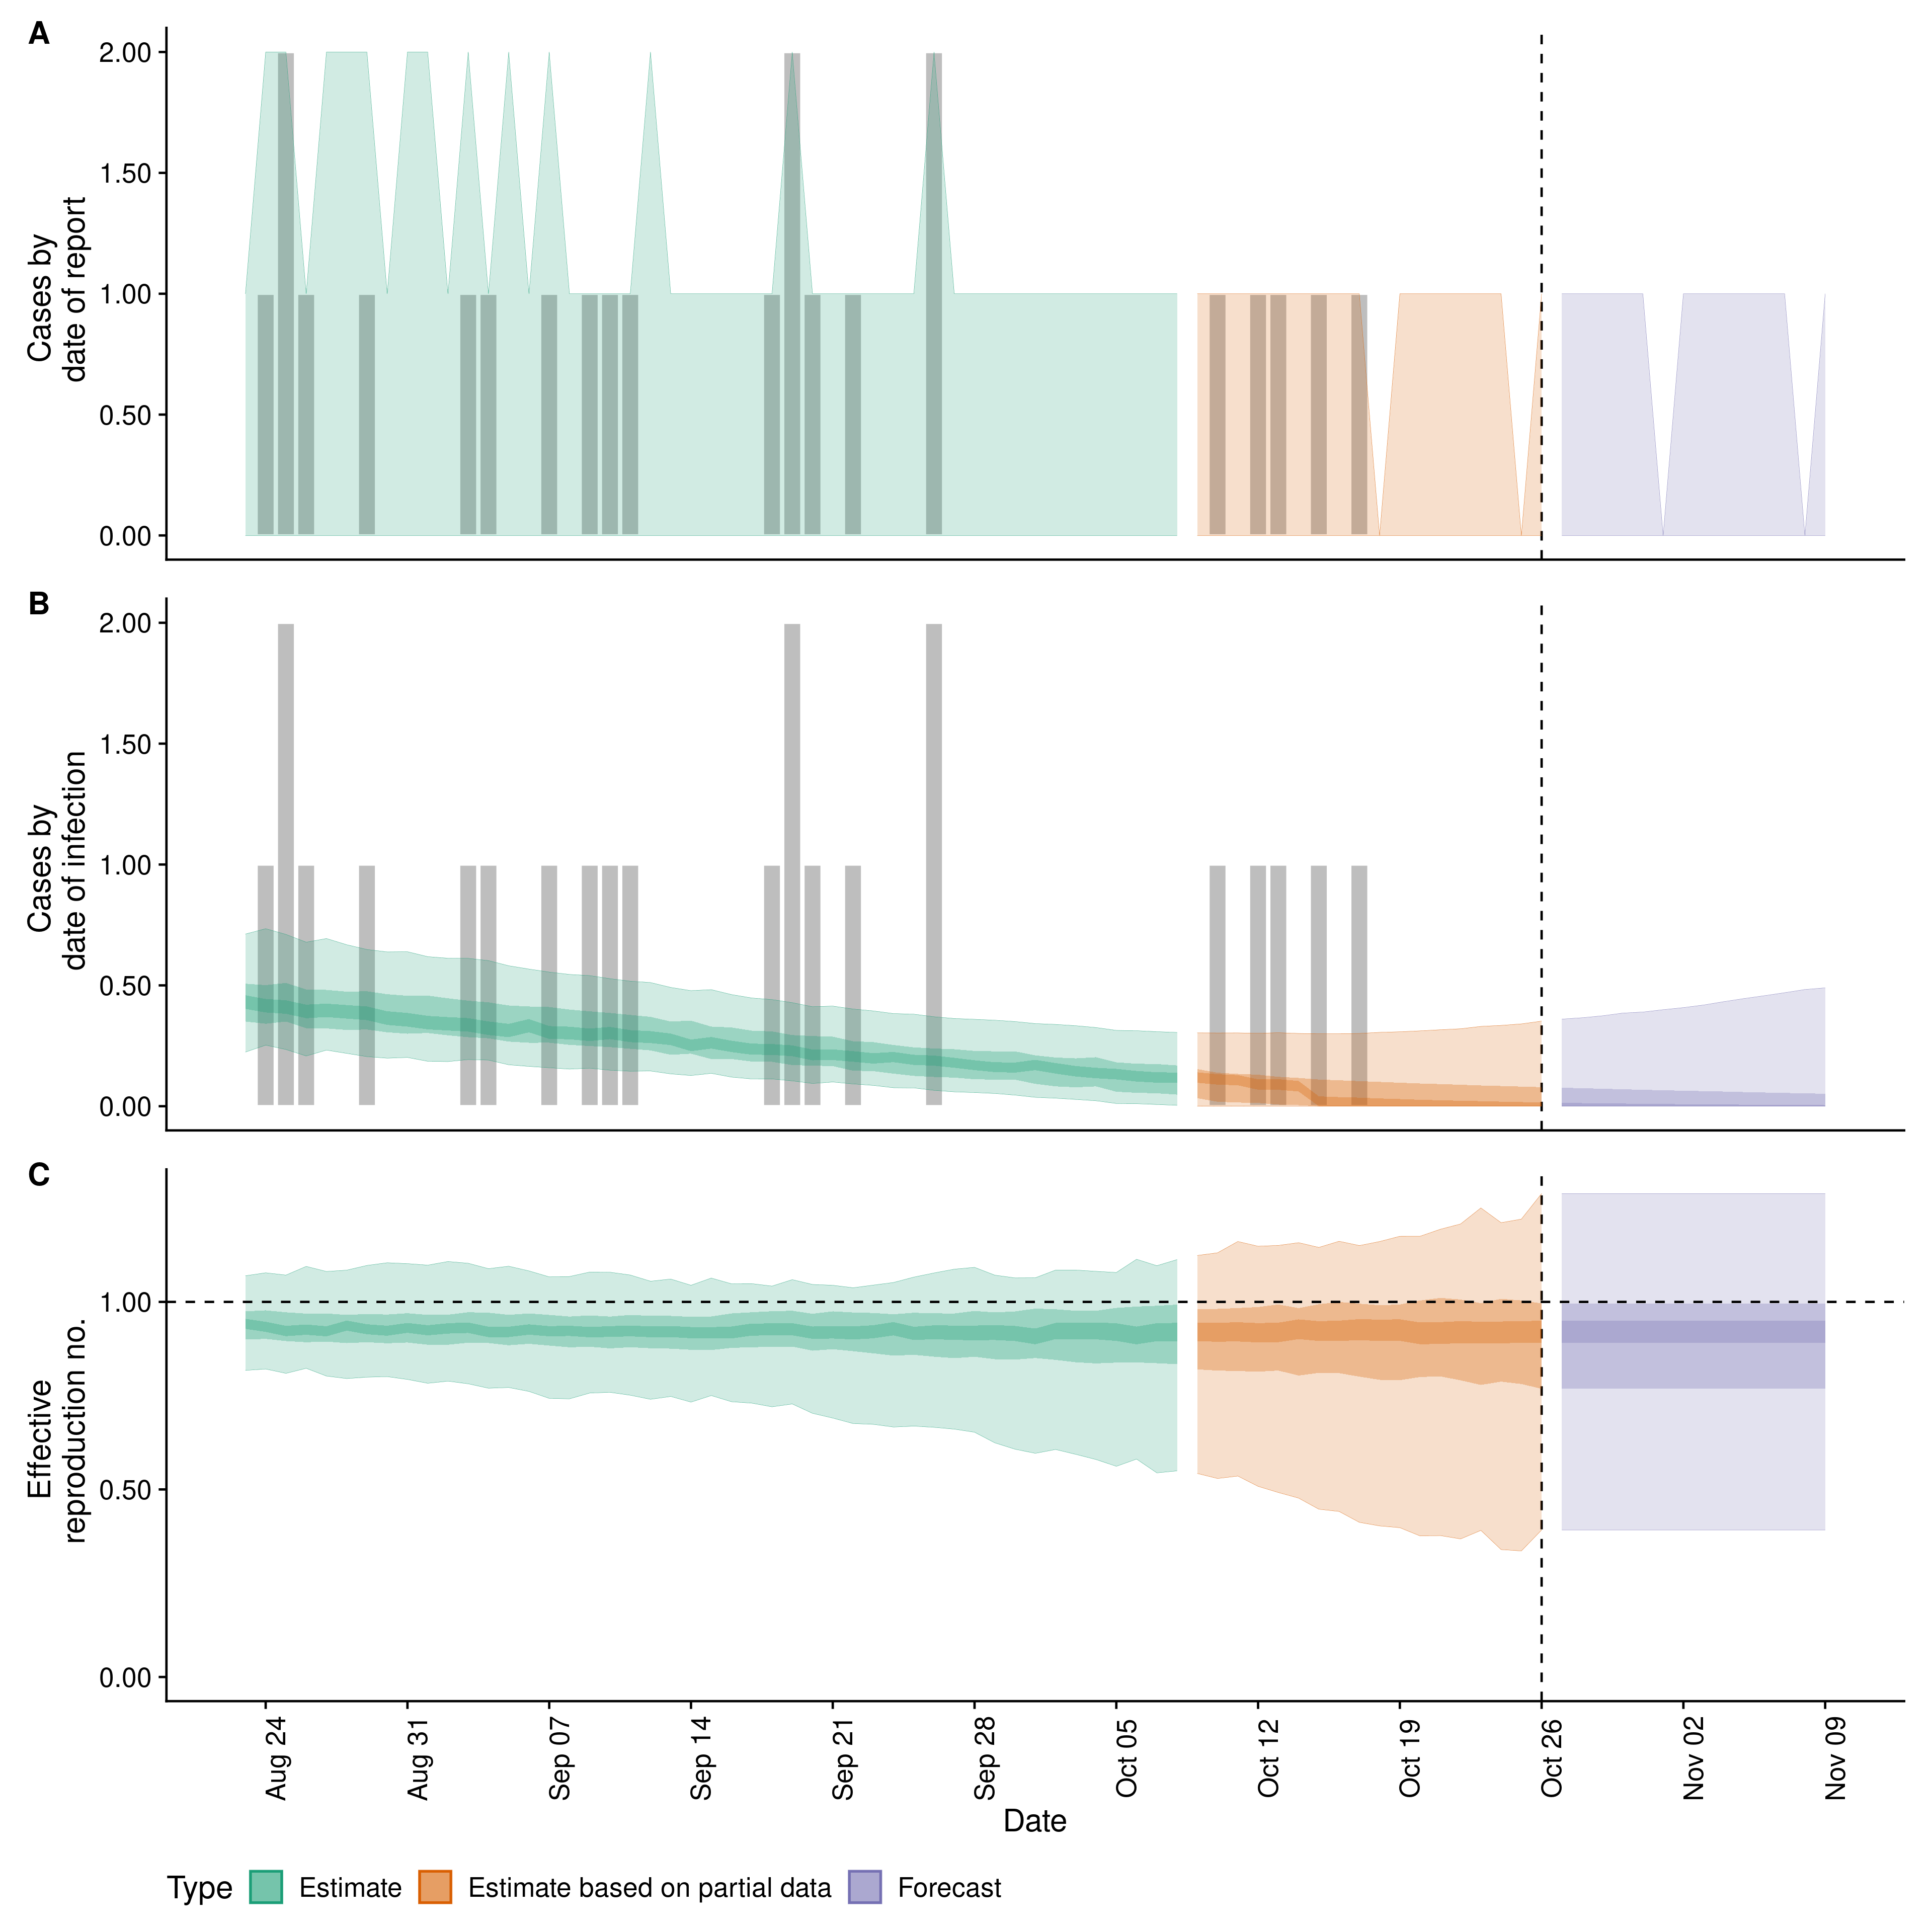 A
Cases by
date of report
2.00
1.50
1.00
0.50
0.00
B
Cases by
date of infection
2.00
1.50
1.00
0.50
0.00
C
Effective
reproduction no.
1.00
0.50
0.00
Aug 24
Aug 31
Sep 07
Sep 14
Sep 21
Sep 28
Oct 05
Oct 12
Oct 19
Oct 26
Nov 02
Nov 09
Date
Type Estimate Estimate based on partial data Forecast